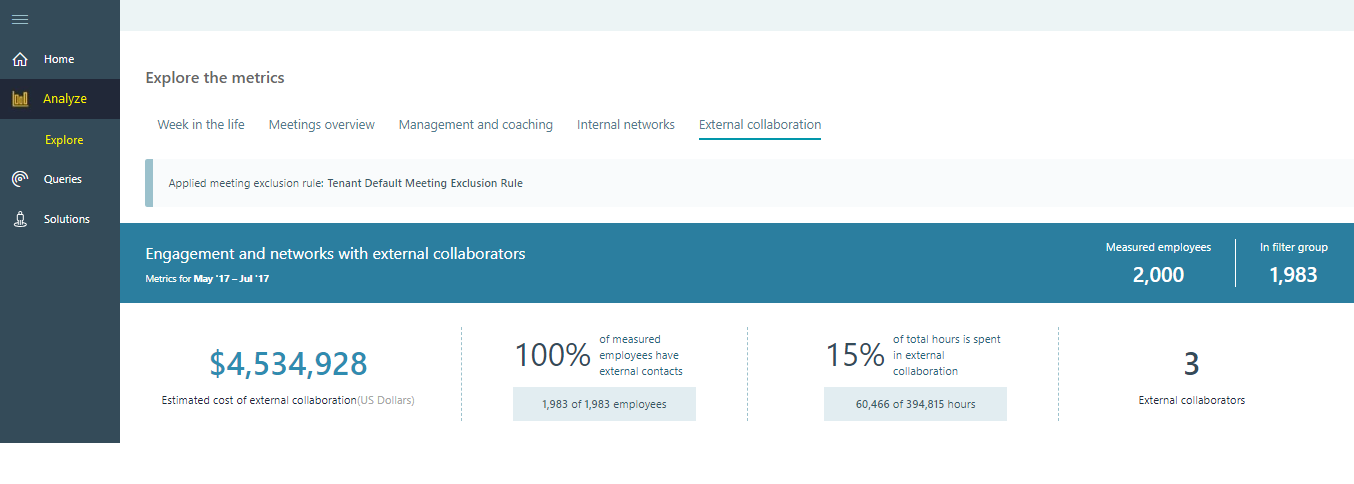 Home
Analyze
Explore
Queries
Solutions
Explore the metrics
Week in the life Meetings overview Management and coaching Internal networks External collaboration
Applied meeting exclusion rule: Tenant Default Meeting Exclusion Rule
Engagement and networks with external collaborators
Metrics for May '17 – Jul '17
Measured employees
2,000
In filter group
1,983
$4,534,928
Estimated cost of external collaboration(US Dollars)
100%
of measured
employees have
external contacts
1,983 of 1,983 employees
15%
of total hours is spent
in external
collaboration
60,466 of 394,815 hours
3
External collaborators